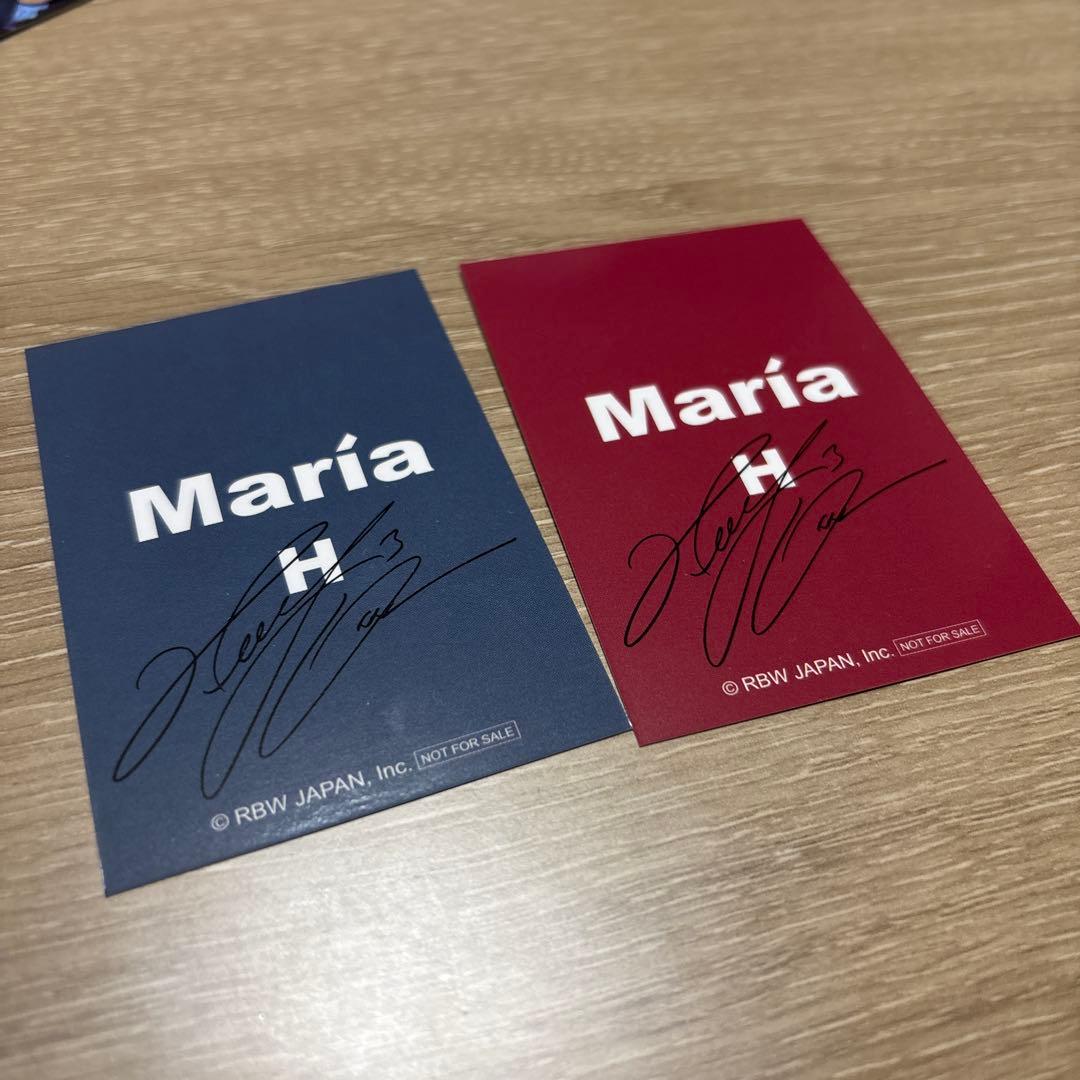 María
H
© RBW JAPAN, Inc. NOT FOR SALE
María
H
© RBW JAPAN, Inc. NOT FOR SALE